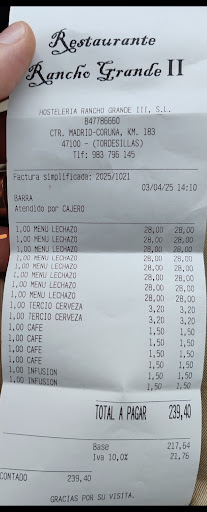 Restaurante
Rancho Grande II
HOSTELERIA RANCHO GRANDE III, S.L.
B47786660
CTR. MADRID-CORUÑA, KM. 183
47100 - (TORDESILLAS)
Tlf: 983 796 145
Factura simplificada: 2025/1021
03/04/25 14:10
BARRA
Atendido por CAJERO
1,00 MENU LECHAZO 28,00 28,00
1,00 MENU LECHAZO 28,00 28,00
1,00 MENU LECHAZO 28,00 28,00
1,00 MENU LECHAZO 28,00 28,00
1,00 MENU LECHAZO 28,00 28,00
1,00 MENU LECHAZO 28,00 28,00
1,00 MENU LECHAZO 28,00 28,00
1,00 MENU LECHAZO 28,00 28,00
1,00 TERCIO CERVEZA 3,20 3,20
1,00 TERCIO CERVEZA 3,20 3,20
1,00 CAFE 1,50 1,50
1,00 CAFE 1,50 1,50
1,00 CAFE 1,50 1,50
1,00 CAFE 1,50 1,50
1,00 INFUSION 1,50 1,50
1,00 INFUSION 1,50 1,50
TOTAL A PAGAR 239,40
Base 217,64
Iva 10,0% 21,76
CONTADO 239,40
GRACIAS POR SU VISITA.